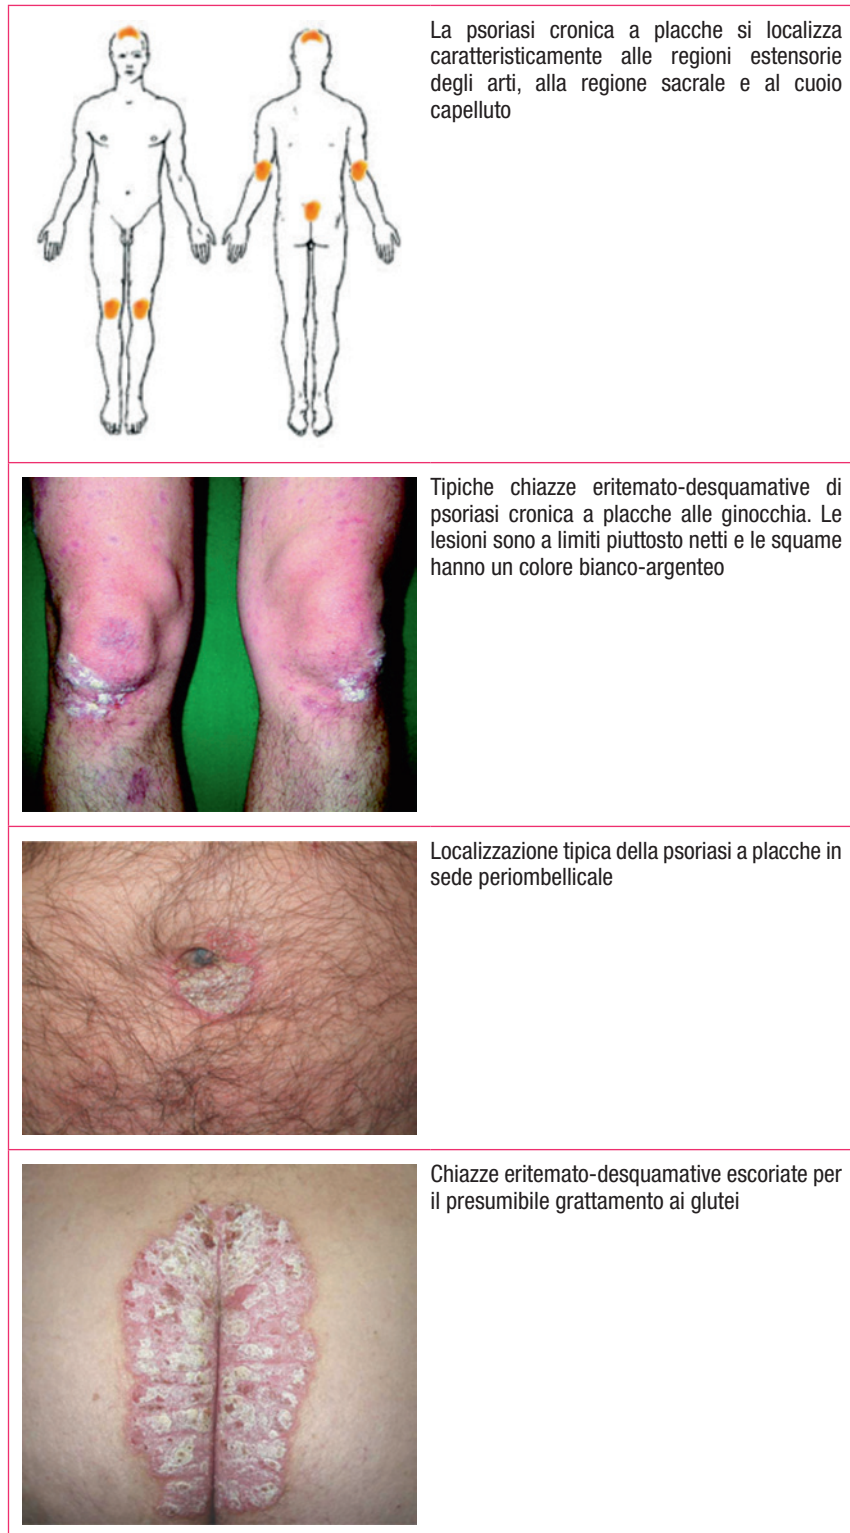 La psoriasi cronica a placche si localizza
caratteristicamente alle regioni estensorie
degli arti, alla regione sacrale e al cuoio
capelluto
Tipiche chiazze eritemato-desquamative di
psoriasi cronica a placche alle ginocchia. Le
lesioni sono a limiti piuttosto netti e le squame
hanno un colore bianco-argenteo
Localizzazione tipica della psoriasi a placche in
sede periombellicale
Chiazze eritemato-desquamative escoriate per
il presumibile grattamento ai glutei